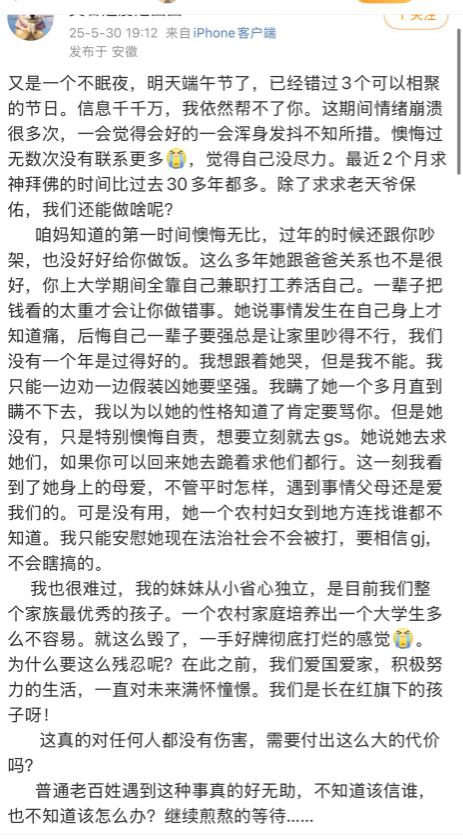 25-5-30 19:12 来自iPhone客户端
发布于 安徽
又是一个不眠夜，明天端午节了，已经错过3个可以相聚
的节日。信息千千万，我依然帮不了你。这期间情绪崩溃
很多次，一会觉得会好的一会浑身发抖不知所措。懊悔过
无数次没有联系更多😭，觉得自己没尽力。最近2个月求
神拜佛的时间比过去30多年都多。除了求求老天爷保
佑，我们还能做啥呢？
咱妈知道的第一时间懊悔无比，过年的时候还跟你吵
架，也没好好给你做饭。这么多年她跟爸爸关系也不是很
好，你上大学期间全靠自己兼职打工养活自己。一辈子把
钱看的太重才会让你做错事。她说事情发生在自己身上才
知道痛，后悔自己一辈子要强总是让家里吵得不行，我们
没有一个年是过得好的。我想跟着她哭，但是我不能。我
只能一边劝一边假装凶她要坚强。我瞒了她一个多月直到
瞒不下去，我以为以她的性格知道了肯定要骂你。但是她
没有，只是特别懊悔自责，想要立刻就去gs。她说她去求
她们，如果你可以回来她去跪着求他们都行。这一刻我看
到了她身上的母爱，不管平时怎样，遇到事情父母还是爱
我们的。可是没有用，她一个农村妇女到地方连找谁都不
知道。我只能安慰她现在法治社会不会被打，要相信gj，
不会瞎搞的。
我也很难过，我的妹妹从小省心独立，是目前我们整
个家族最优秀的孩子。一个农村家庭培养出一个大学生多
么不容易。就这么毁了，一手好牌彻底打烂的感觉😭。
为什么要这么残忍呢？在此之前，我们爱国爱家，积极努
力的生活，一直对未来满怀憧憬。我们是长在红旗下的孩
子呀！
这真的对任何人都没有伤害，需要付出这么大的代价
吗？
普通老百姓遇到这种事真的好无助，不知道该信谁，
也不知道该怎么办？继续煎熬的等待......